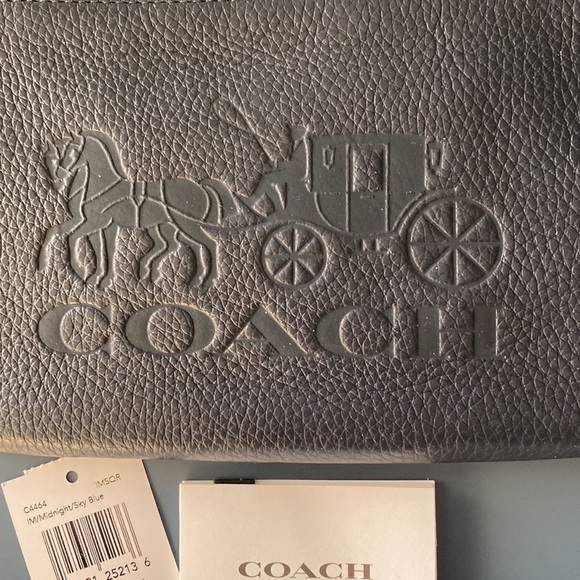 COACH
IMSQR
C4464
IM/Midnight/Sky Blue
25213 6
COACH